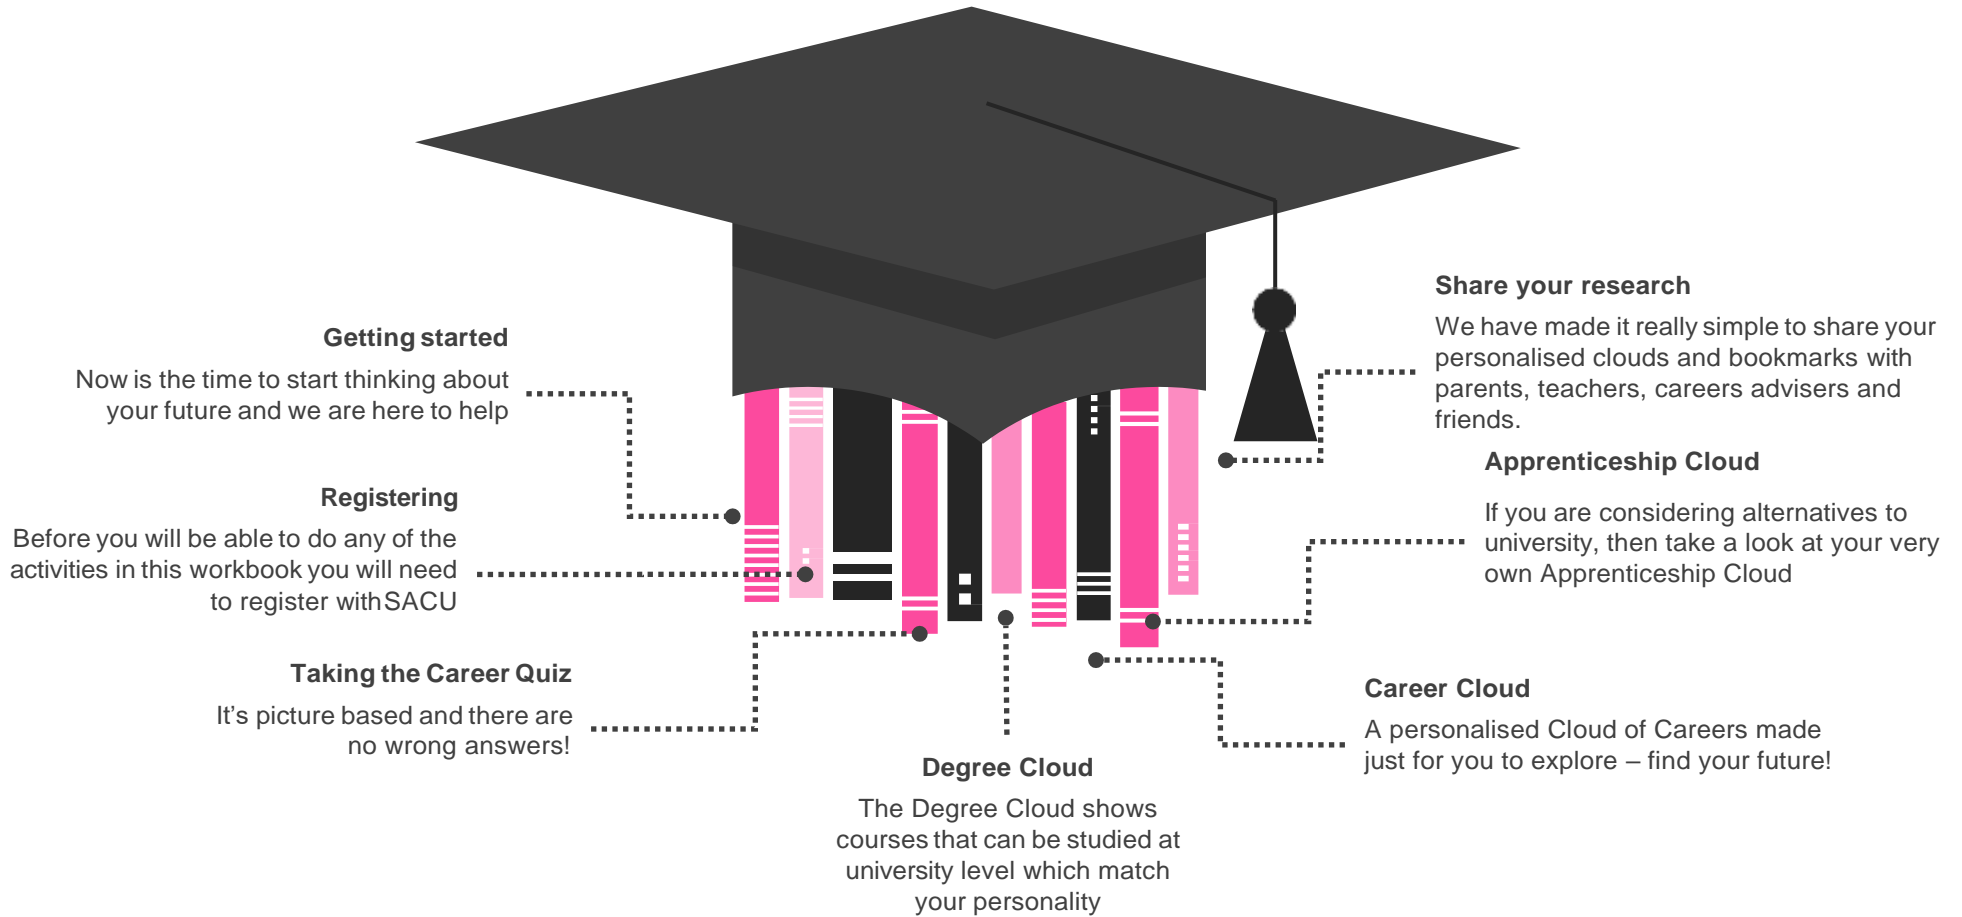 Getting started
Now is the time to start thinking about
your future and we are here to help
Registering
Before you will be able to do any of the
activities in this workbook you will need
to register with SACU
Taking the Career Quiz
It’s picture based and there are
no wrong answers!
Degree Cloud
The Degree Cloud shows
courses that can be studied at
university level which match
your personality
Career Cloud
A personalised Cloud of Careers made
just for you to explore – find your future!
Apprenticeship Cloud
If you are considering alternatives to
university, then take a look at your very
own Apprenticeship Cloud
Share your research
We have made it really simple to share your
personalised clouds and bookmarks with
parents, teachers, careers advisers and
friends.